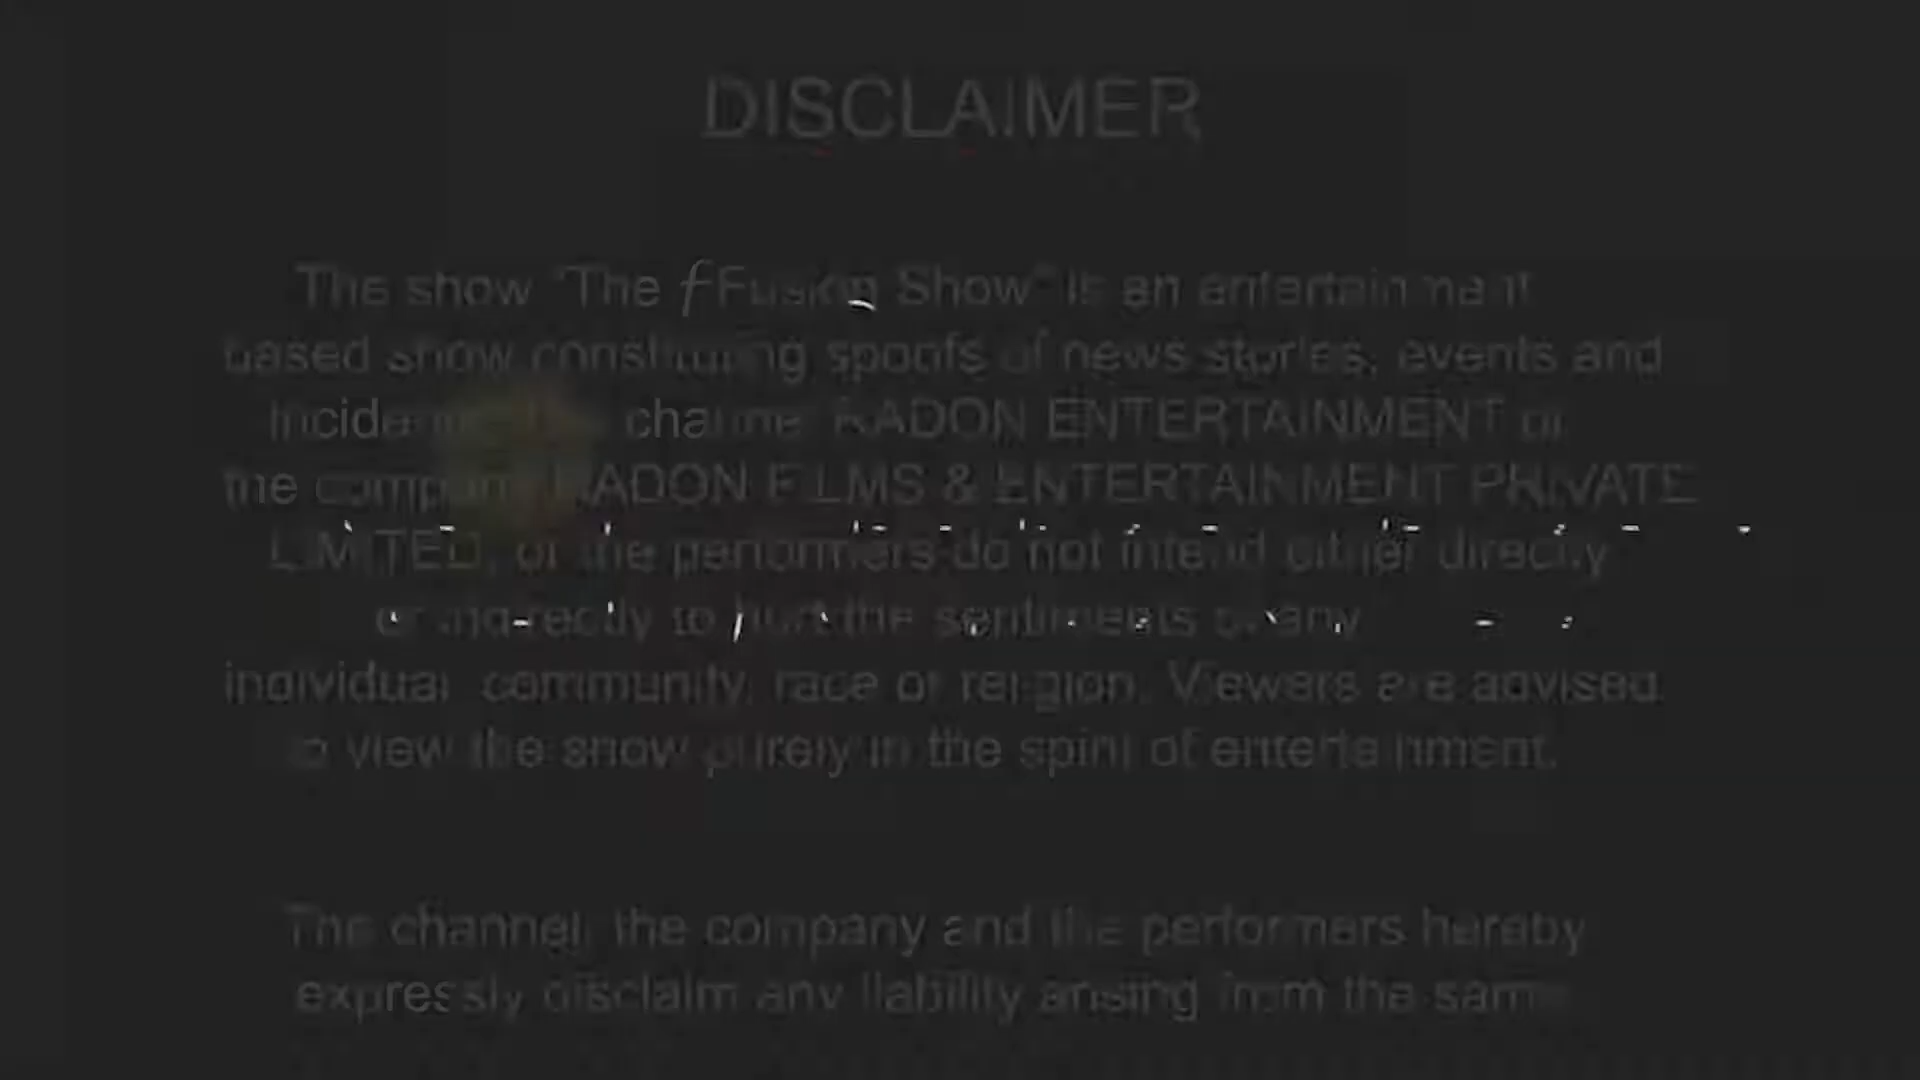 DISCLAIMER
The show "The fFusion Show" is an entertainment
based show constituting spoofs of news stories, events and
channel RADON ENTERTAINMENT or
the company RADON FILMS & ENTERTAINMENT PRIVATE
LIMITED, or the performers do not intend either directly
or indirectly to hurt the sentiments of any
individual, community, race or religion. Viewers are advised
to view the show purely in the spirit of entertainment.
The channel, the company and the performers hereby
expressly disclaim any liability arising from the same